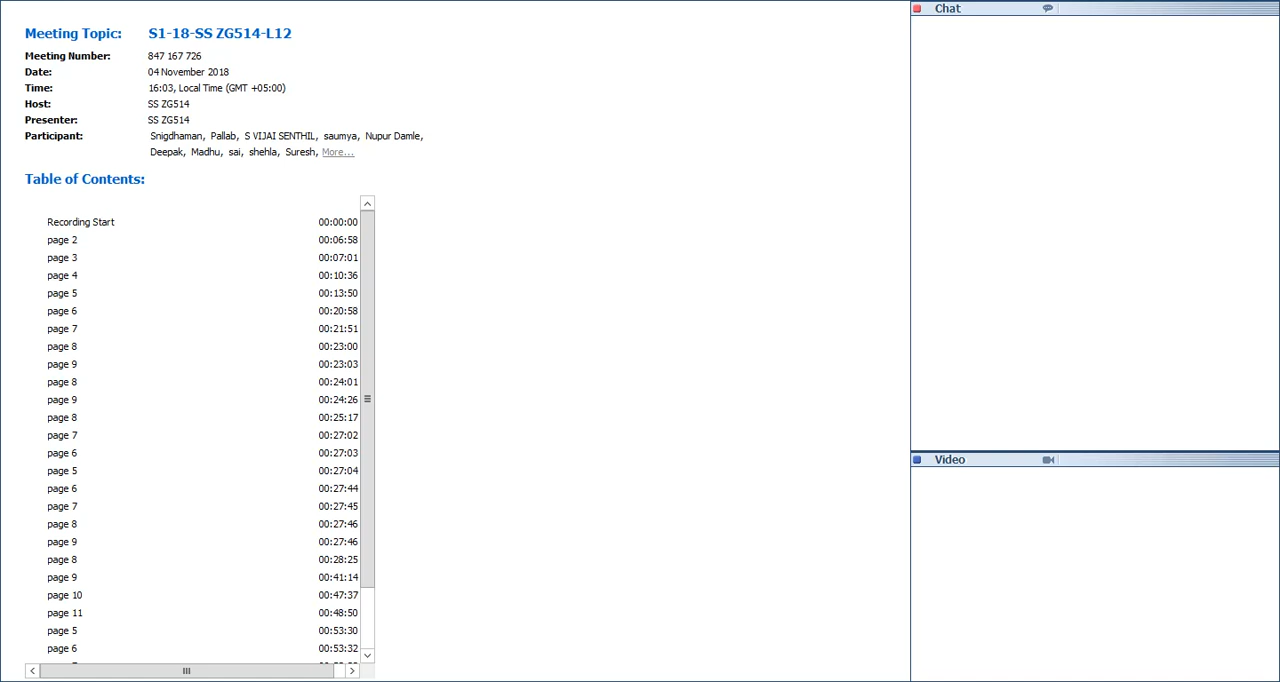 Meeting Topic: S1-18-SS ZG514-L12
Meeting Number: 847 167 726
Date: 04 November 2018
Time: 16:03, Local Time (GMT +05:00)
Host: SS ZG514
Presenter: SS ZG514
Participant: Snigdhaman, Pallab, S VIJAI SENTHIL, saumya, Nupur Damle,
Deepak, Madhu, sai, shehla, Suresh, More...
Table of Contents:
Recording Start 00:00:00
page 2 00:06:58
page 3 00:07:01
page 4 00:10:36
page 5 00:13:50
page 6 00:20:58
page 7 00:21:51
page 8 00:23:00
page 9 00:23:03
page 8 00:24:01
page 9 00:24:26
page 8 00:25:17
page 7 00:27:02
page 6 00:27:03
page 5 00:27:04
page 6 00:27:44
page 7 00:27:45
page 8 00:27:46
page 9 00:27:46
page 8 00:28:25
page 9 00:41:14
page 10 00:47:37
page 11 00:48:50
page 5 00:53:30
page 6 00:53:32
Chat
Video